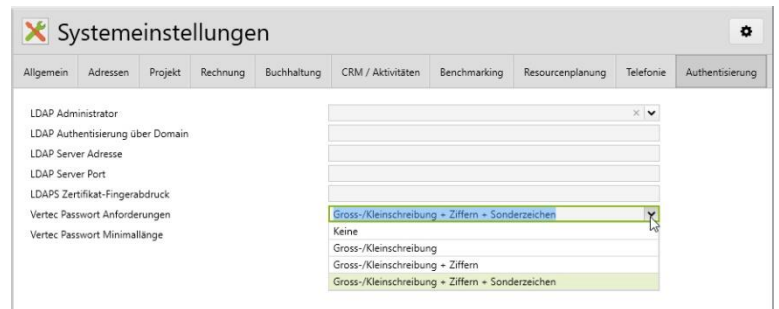 Systemeinstellungen
Allgemein Adressen Projekt Rechnung Buchhaltung CRM / Aktivitäten Benchmarking Resourcenplanung Telefonie Authentisierung
LDAP Administrator
LDAP Authentisierung über Domain
LDAP Server Adresse
LDAP Server Port
LDAPS Zertifikat-Fingerabdruck
Vertec Passwort Anforderungen Gross-/Kleinschreibung + Ziffern + Sonderzeichen
Vertec Passwort Minimallänge Keine
Gross-/Kleinschreibung
Gross-/Kleinschreibung + Ziffern
Gross-/Kleinschreibung + Ziffern + Sonderzeichen